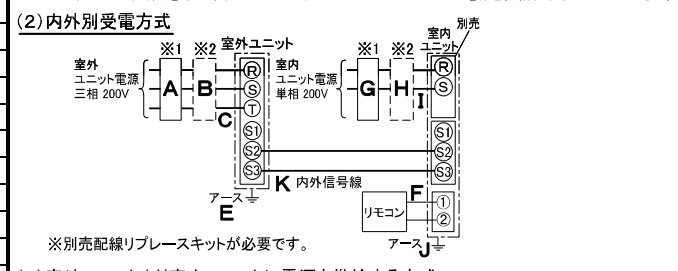 (2)内外別受電方式
別売
※1 ※2 室外ユニット
※1 ※2 室内ユニット
室外
ユニット電源
三相 200V
A
B
C
R
S
T
S1
S2
S3
室内
ユニット電源
単相 200V
G
H
I
R
S
S1
S2
S3
K 内外信号線
アース
E
リモコン
F
①
②
アース
J
※別売配線リプレースキットが必要です。